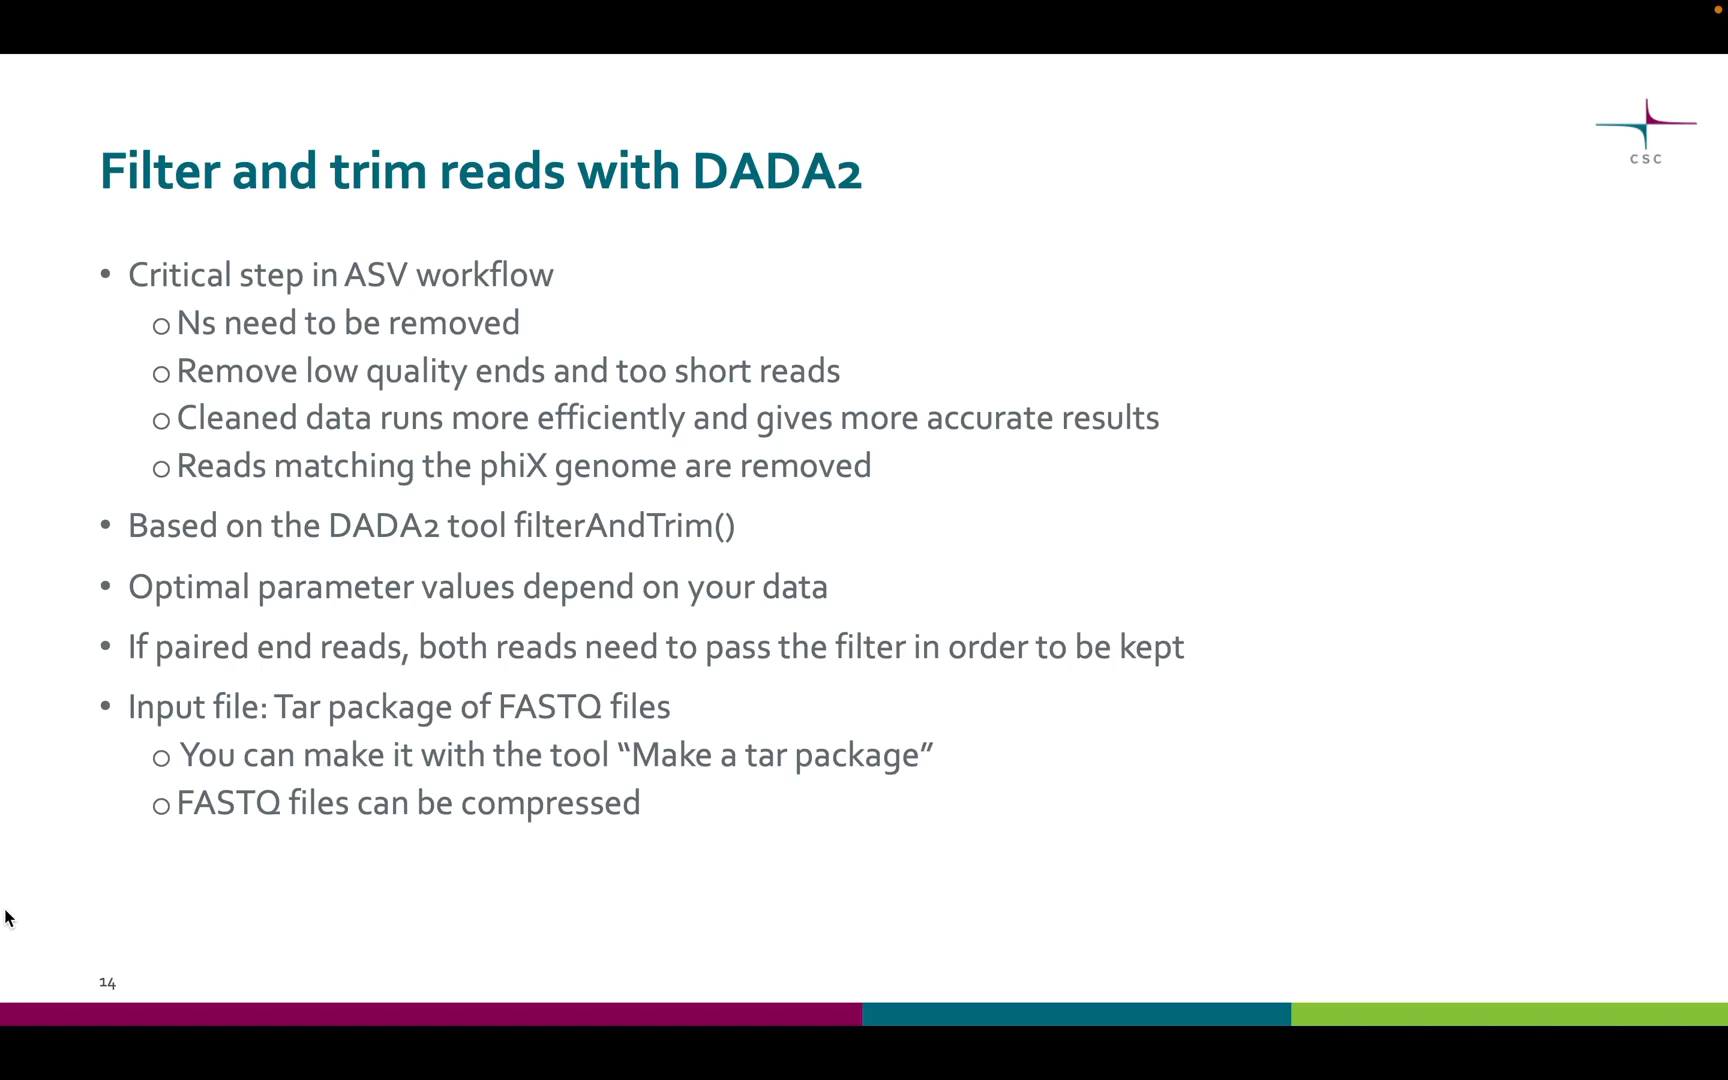 CSC
Filter and trim reads with DADA2
• Critical step in ASV workflow
o Ns need to be removed
o Remove low quality ends and too short reads
o Cleaned data runs more efficiently and gives more accurate results
o Reads matching the phiX genome are removed
• Based on the DADA2 tool filterAndTrim()
• Optimal parameter values depend on your data
• If paired end reads, both reads need to pass the filter in order to be kept
• Input file: Tar package of FASTQ files
o You can make it with the tool “Make a tar package”
o FASTQ files can be compressed
14